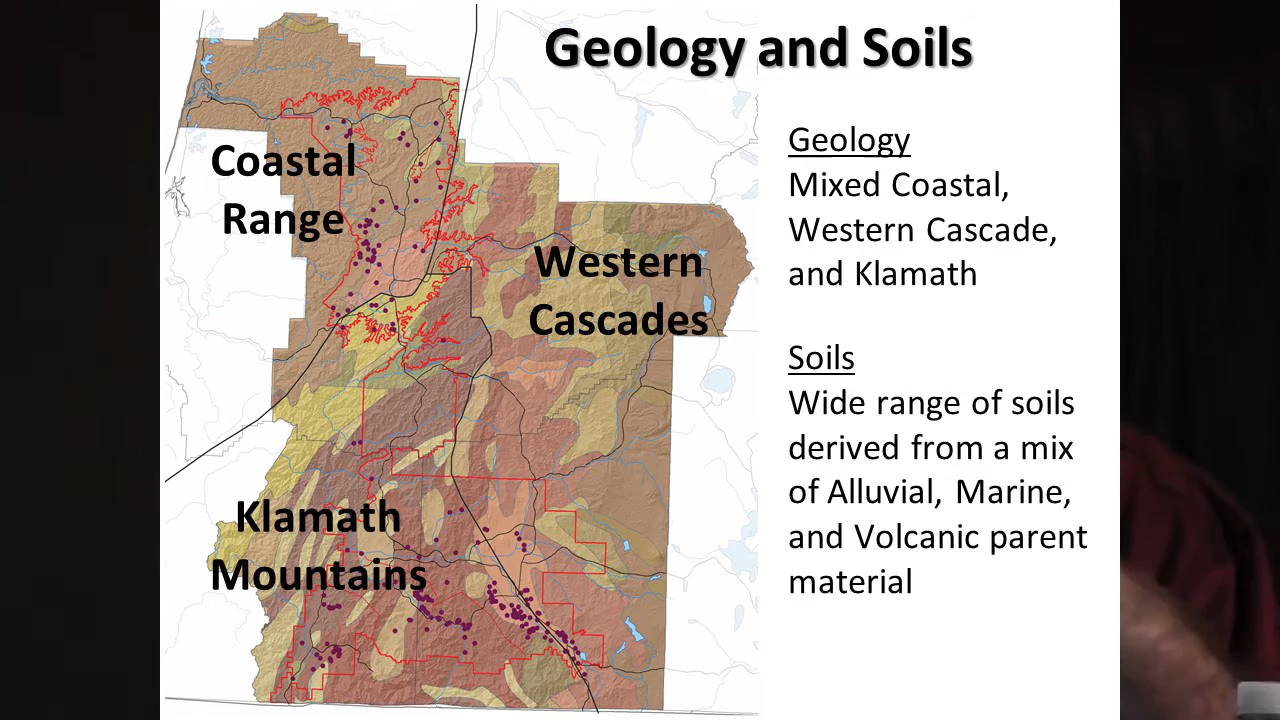 Geology and Soils
Coastal
Range
Western
Cascades
Klamath
Mountains
Geology
Mixed Coastal,
Western Cascade,
and Klamath
Soils
Wide range of soils
derived from a mix
of Alluvial, Marine,
and Volcanic parent
material